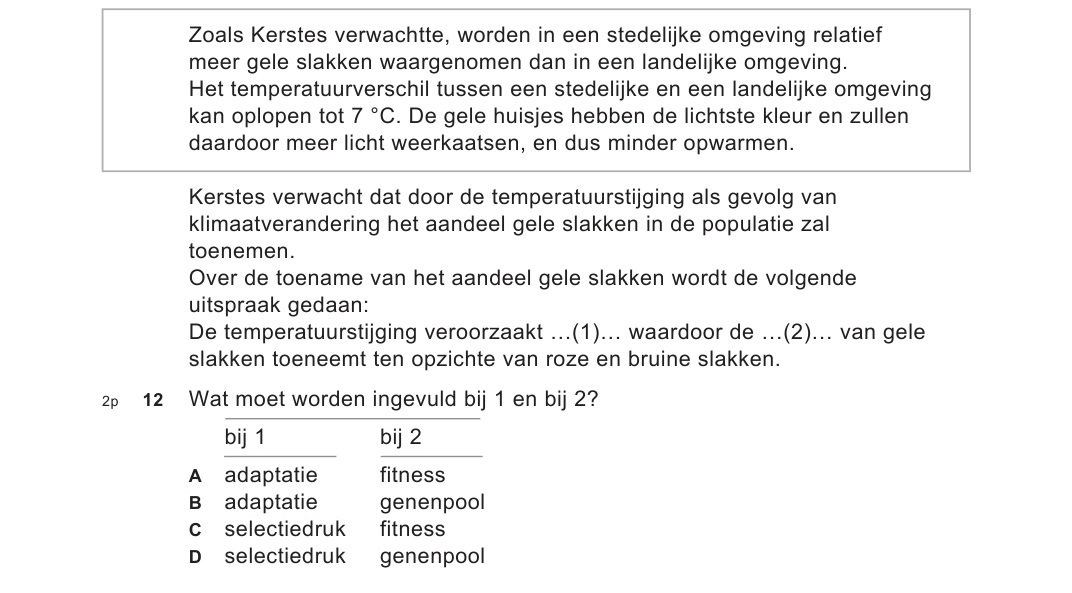 Zoals Kerstes verwachtte, worden in een stedelijke omgeving relatief
meer gele slakken waargenomen dan in een landelijke omgeving.
Het temperatuurverschil tussen een stedelijke en een landelijke omgeving
kan oplopen tot 7 °C. De gele huisjes hebben de lichtste kleur en zullen
daardoor meer licht weerkaatsen, en dus minder opwarmen.
Kerstes verwacht dat door de temperatuurstijging als gevolg van
klimaatverandering het aandeel gele slakken in de populatie zal
toenemen.
Over de toename van het aandeel gele slakken wordt de volgende
uitspraak gedaan:
De temperatuurstijging veroorzaakt …(1)… waardoor de …(2)… van gele
slakken toeneemt ten opzichte van roze en bruine slakken.
2p 12 Wat moet worden ingevuld bij 1 en bij 2?
bij 1 bij 2
A adaptatie fitness
B adaptatie genenpool
C selectiedruk fitness
D selectiedruk genenpool